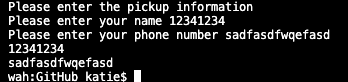 Please enter the pickup information
Please enter your name 12341234
Please enter your phone number sadfasdfwqefasd
12341234
sadfasdfwqefasd
wah:GitHub katie$